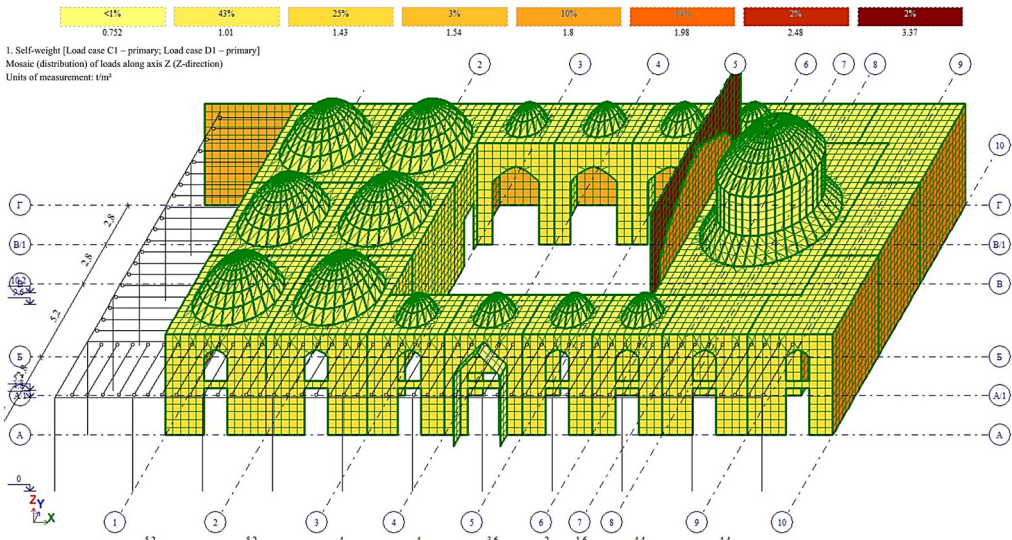 <1% 43% 25% 3% 10% 14% 2% 2%
0.752 1.01 1.43 1.54 1.8 1.98 2.48 3.37
1. Self-weight [Load case C1 – primary; Load case D1 – primary]
Mosaic (distribution) of loads along axis Z (Z-direction)
Units of measurement: t/m²
2 3 4 5 6 7 8 9
10
Г Г
2,8
В/1 В/1
2,8
В
5,2
Б Б
А/1
А А
0
Z
Y
X
1 2 3 4 5 6 7 8 9 10